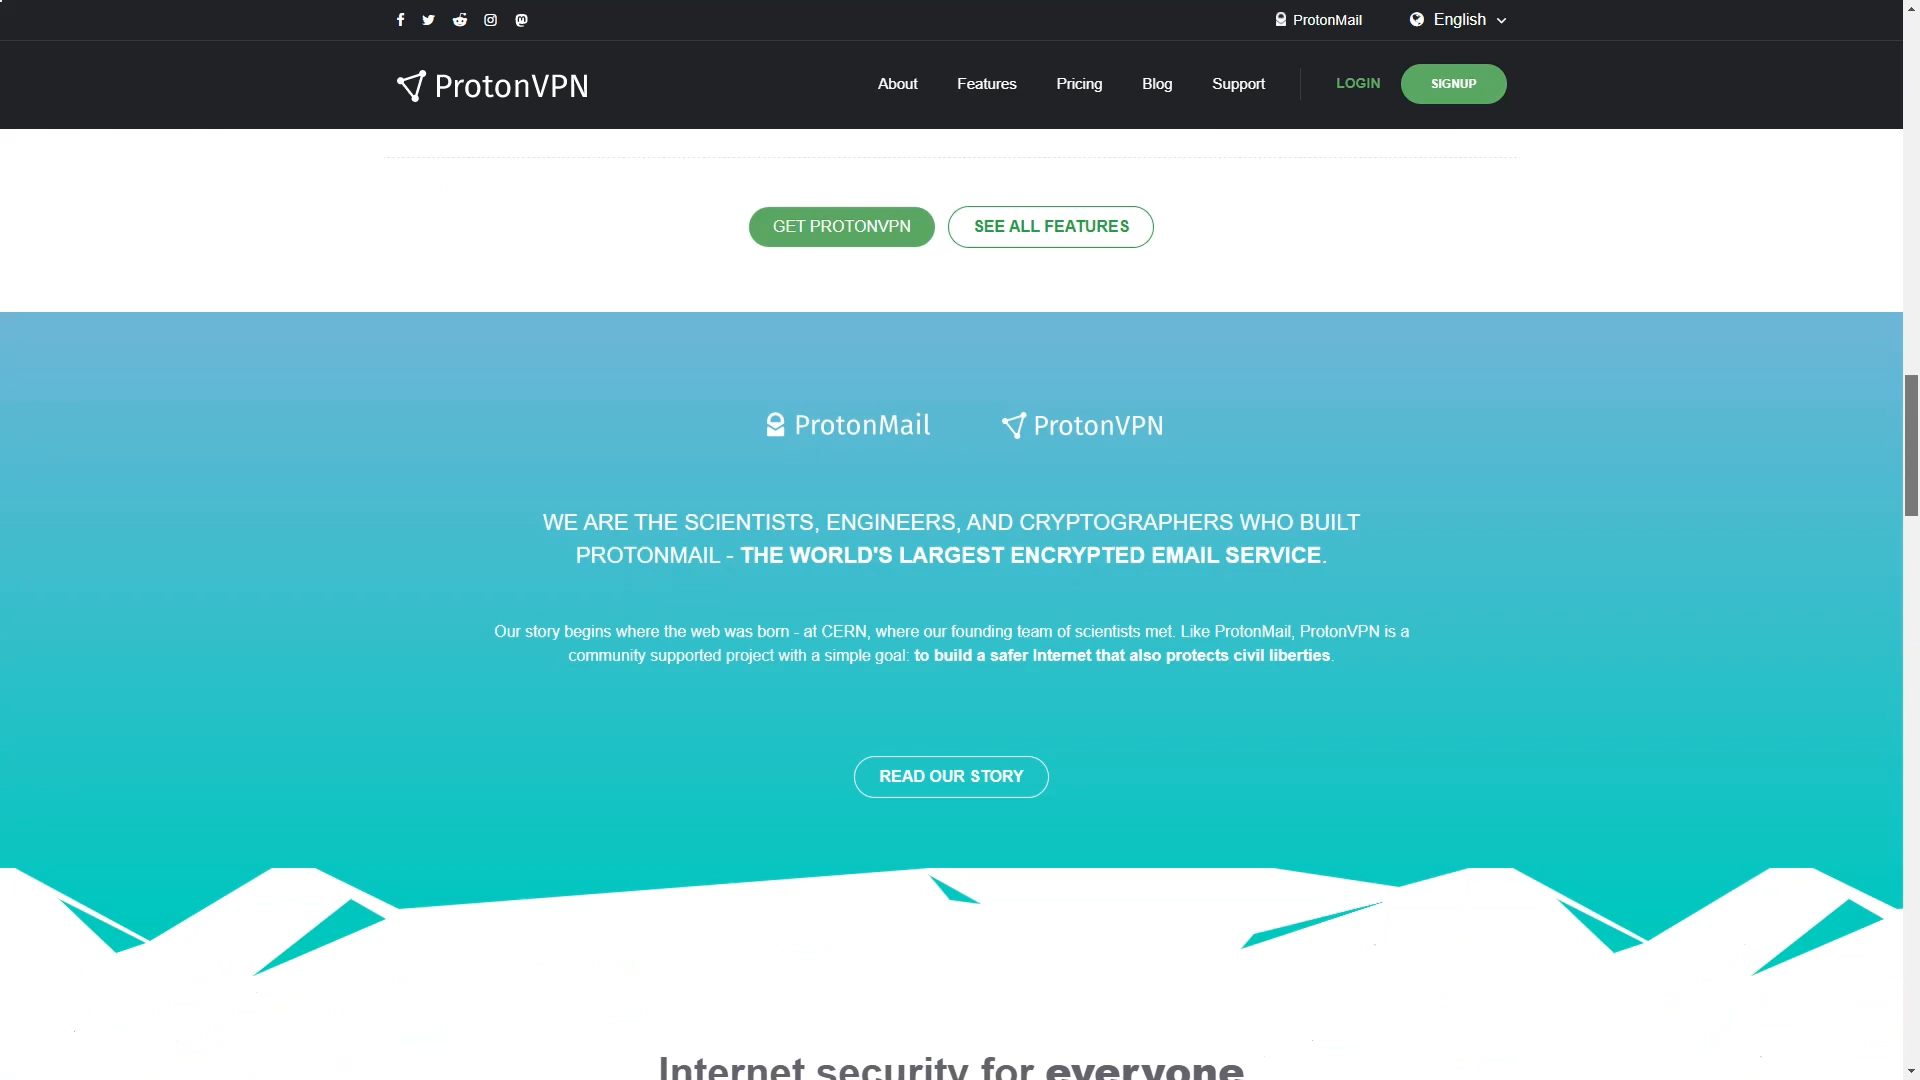 ProtonMail
English
ProtonVPN
About
Features
Pricing
Blog
Support
LOGIN
SIGNUP
GET PROTONVPN
SEE ALL FEATURES
ProtonMail
ProtonVPN
WE ARE THE SCIENTISTS, ENGINEERS, AND CRYPTOGRAPHERS WHO BUILT
PROTONMAIL - THE WORLD'S LARGEST ENCRYPTED EMAIL SERVICE.
Our story begins where the web was born - at CERN, where our founding team of scientists met. Like ProtonMail, ProtonVPN is a
community supported project with a simple goal: to build a safer Internet that also protects civil liberties.
READ OUR STORY
Internet security for everyone